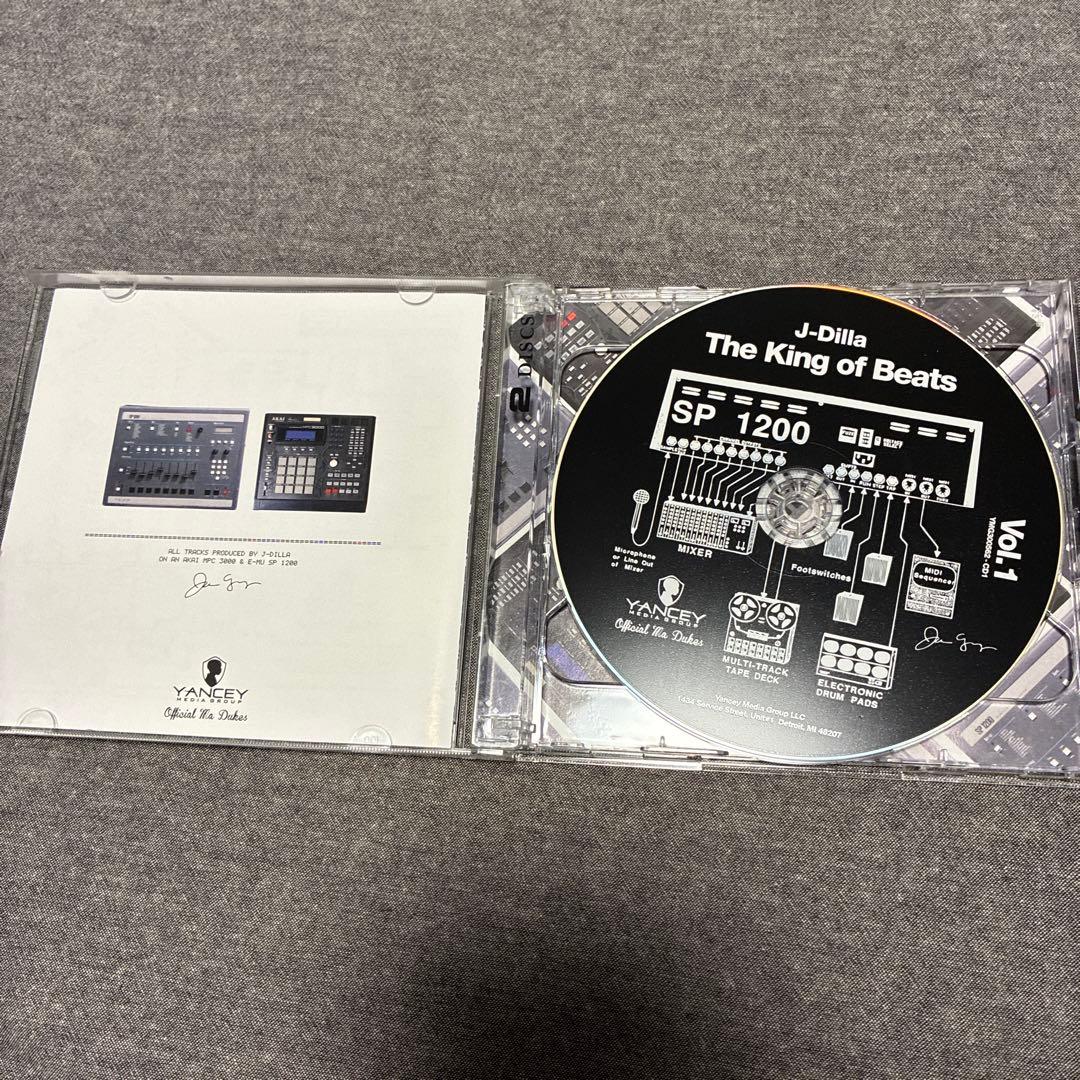 AKAI
ALL TRACKS PRODUCED BY J-DILLA
ON AN AKAI MPC 3000 & E-MU SP 1200
YANCEY
MEDIA GROUP
Official Ma Dukes
2 DISCS
J-Dilla
The King of Beats
SP 1200
MIXER
Microphone
or Line Out
of Mixer
Footswitches
MIDI
Sequencer
Vol.1
YANCEY
MEDIA GROUP
Official Ma Dukes
MULTI-TRACK
TAPE DECK
ELECTRONIC
DRUM PADS
Yancey Media Group LLC
SP 1200